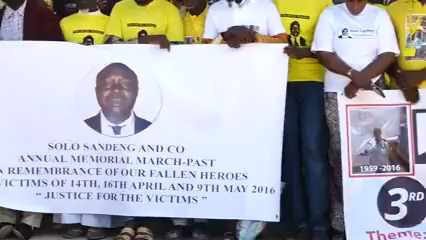 SOLO SANDENG AND CO
ANNUAL MEMORIAL MARCH-PAST
REMEMBRANCE OF OUR FALLEN HEROES
VICTIMS OF 14TH, 16TH APRIL AND 9TH MAY 2016
“ JUSTICE FOR THE VICTIMS ”
1959 -2016
3RD
Theme: